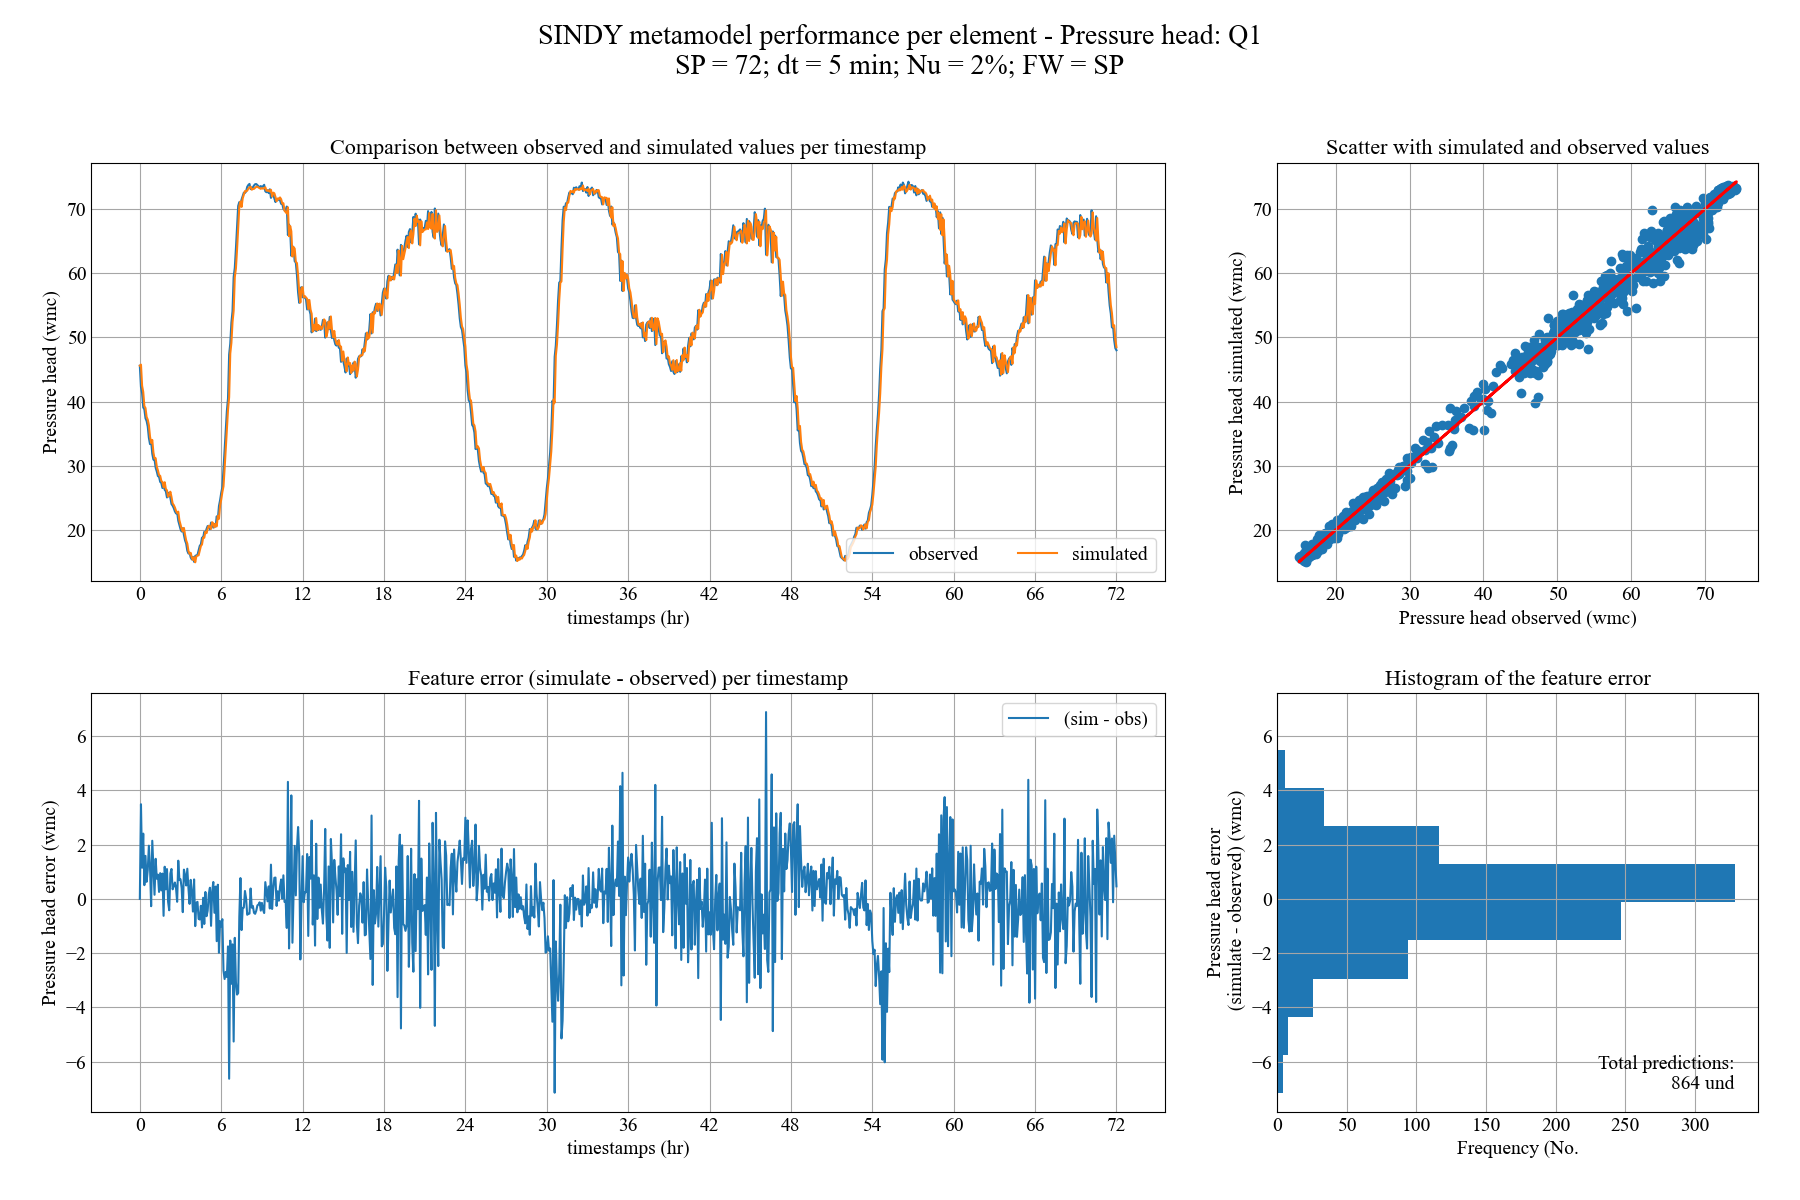 SINDY metamodel performance per element - Pressure head: Q1
SP = 72; dt = 5 min; Nu = 2%; FW = SP
Comparison between observed and simulated values per timestamp
Pressure head (wmc)
70
60
50
40
30
20
observed simulated
0 6 12 18 24 30 36 42 48 54 60 66 72
timestamps (hr)
Scatter with simulated and observed values
Pressure head simulated (wmc)
70
60
50
40
30
20
20 30 40 50 60 70
Pressure head observed (wmc)
Feature error (simulate - observed) per timestamp
Pressure head error (wmc)
6
4
2
0
−2
−4
−6
(sim - obs)
0 6 12 18 24 30 36 42 48 54 60 66 72
timestamps (hr)
Histogram of the feature error
Pressure head error
(simulate - observed) (wmc)
6
4
2
0
−2
−4
−6
Total predictions:
864 und
0 50 100 150 200 250 300
Frequency (No.